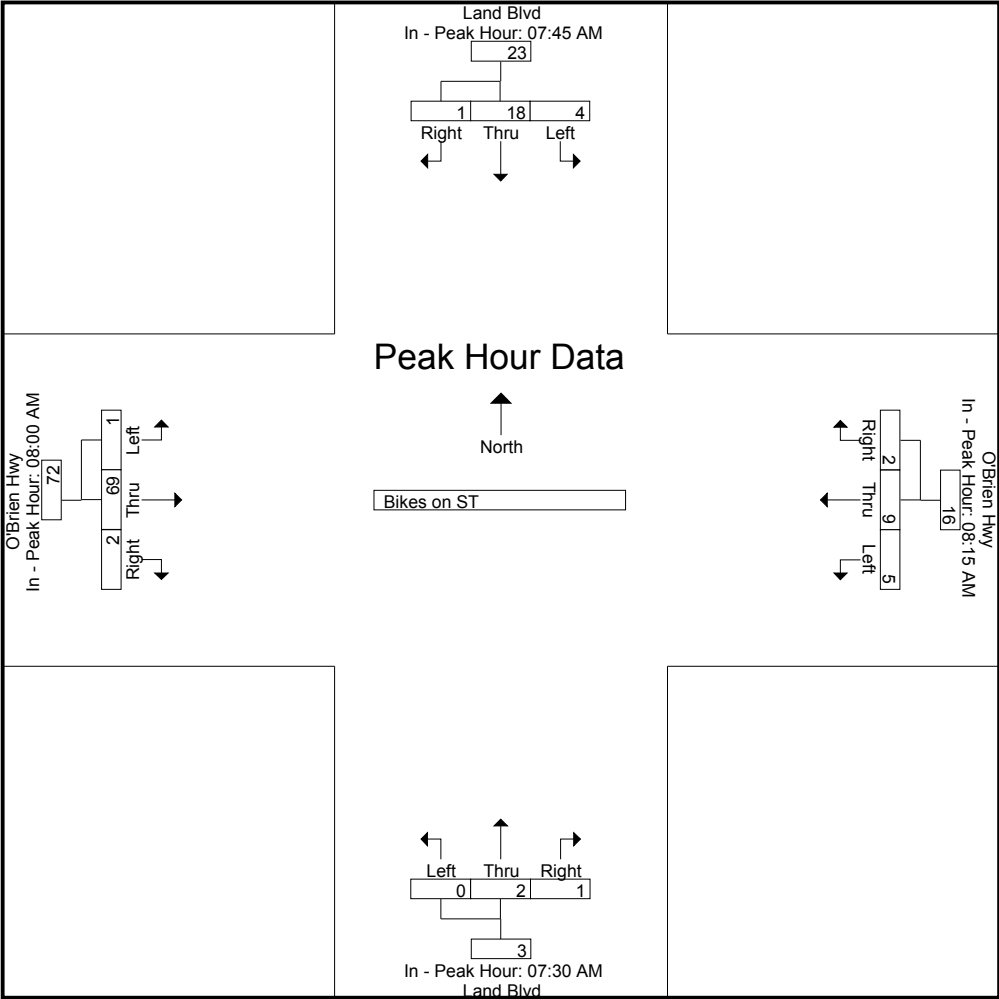 Land Blvd
In - Peak Hour: 07:45 AM
23
1 18 4
Right Thru Left
Peak Hour Data
North
Bikes on ST
O'Brien Hwy
In - Peak Hour: 08:00 AM
72
1 69 2
Left Thru Right
O'Brien Hwy
In - Peak Hour: 08:15 AM
16
2 9 5
Right Thru Left
Left Thru Right
0 2 1
3
In - Peak Hour: 07:30 AM
Land Blvd